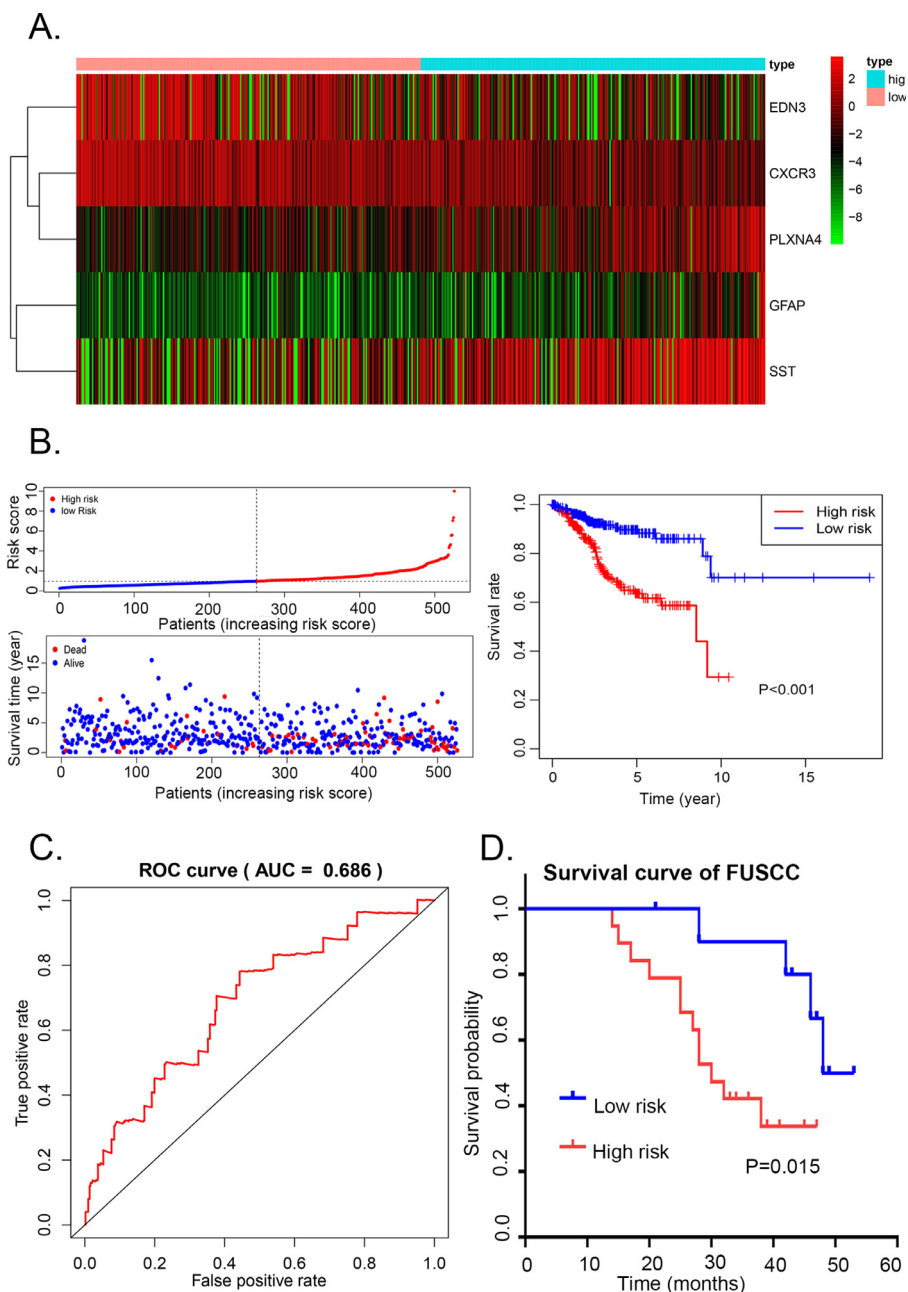 A.
type
EDN3
CXCR3
PLXNA4
GFAP
SST
2
0
−2
−4
−6
−8
type
high
low
B.
Risk score
10
8
6
4
2
0
High risk
low Risk
0 100 200 300 400 500
Patients (increasing risk score)
Survival time (year)
15
10
5
0
Dead
Alive
0 100 200 300 400 500
Patients (increasing risk score)
Survival rate
1.0
0.8
0.6
0.4
0.2
0.0
High risk
Low risk
P<0.001
0 5 10 15
Time (year)
C.
ROC curve ( AUC = 0.686 )
True positive rate
1.0
0.8
0.6
0.4
0.2
0.0
0.0 0.2 0.4 0.6 0.8 1.0
False positive rate
D.
Survival curve of FUSCC
Survival probability
1.0
0.8
0.6
0.4
0.2
0.0
Low risk
High risk
P=0.015
0 10 20 30 40 50 60
Time (months)